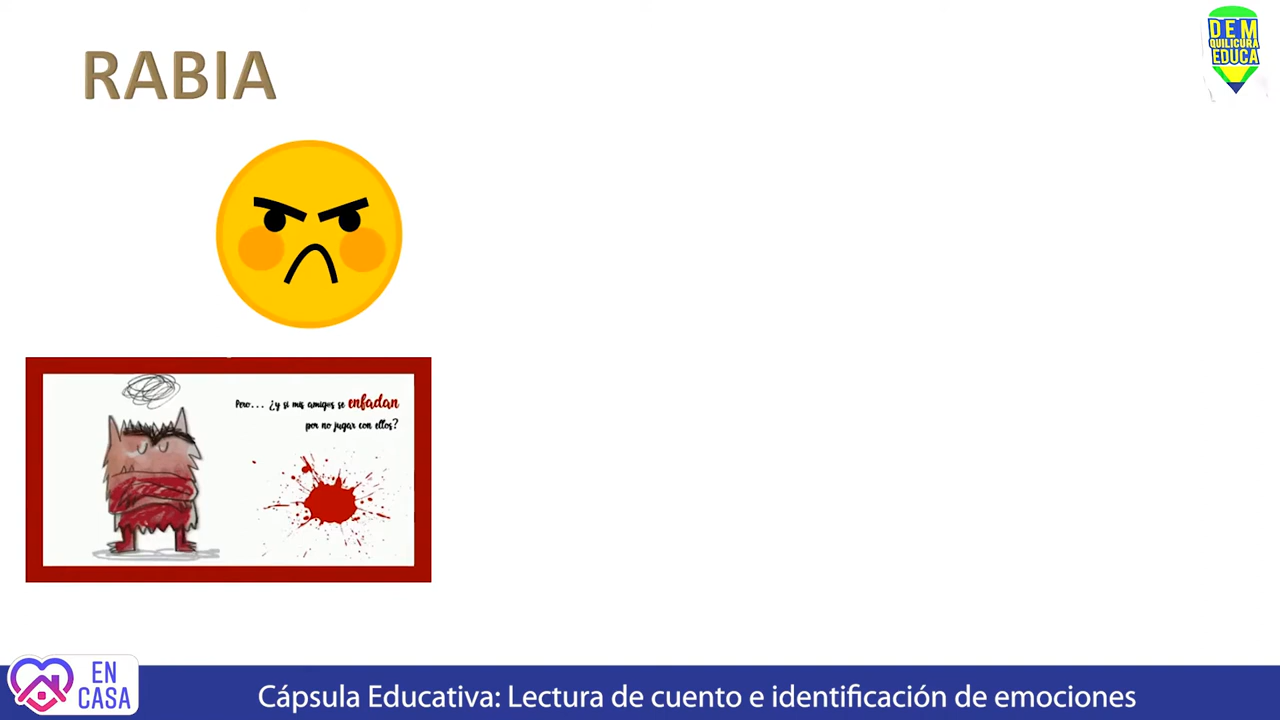 RABIA
DEM
QUILICURA
EDUCA
Pero... ¿y si mis amigos se enfadan
por no jugar con ellos?
EN
CASA
Cápsula Educativa: Lectura de cuento e identificación de emociones